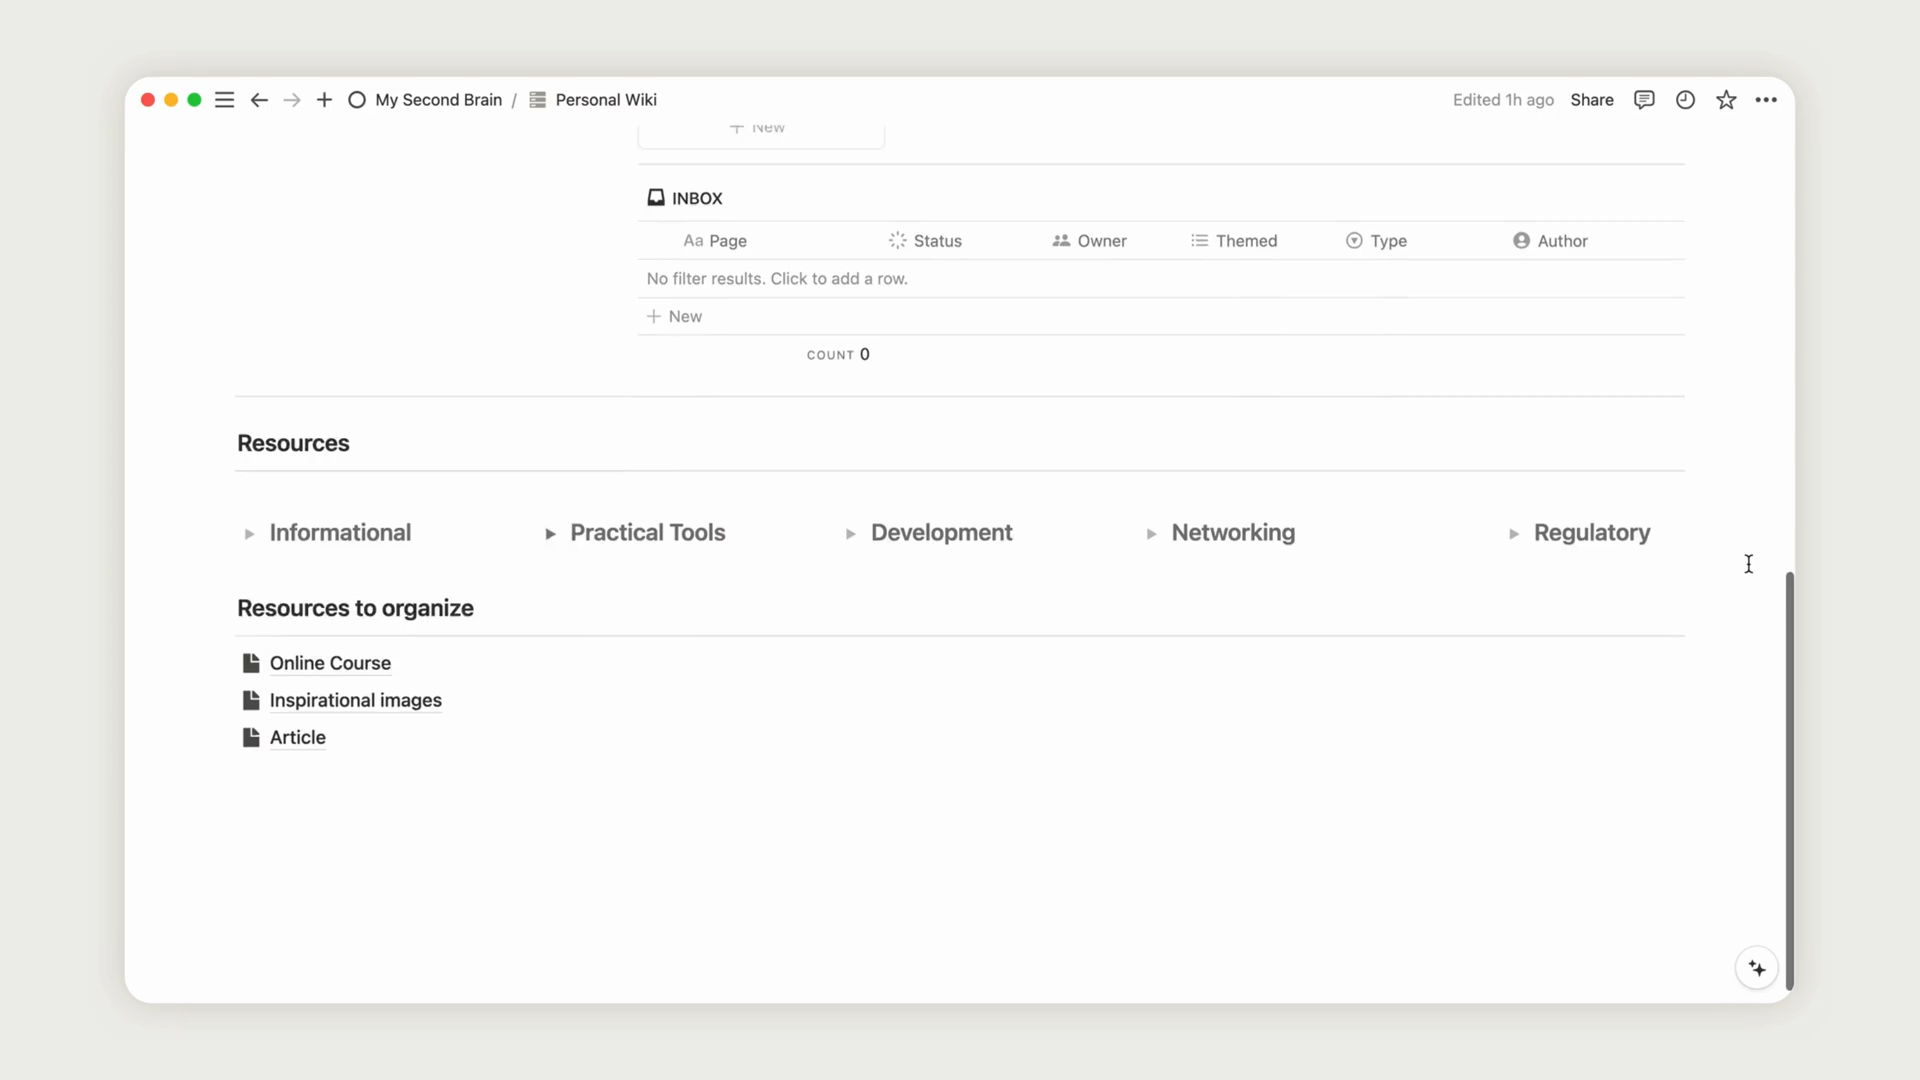 My Second Brain / Personal Wiki
Edited 1h ago Share
+ New
INBOX
Aa Page Status Owner Themed Type Author
No filter results. Click to add a row.
+ New
COUNT 0
Resources
Informational Practical Tools Development Networking Regulatory
Resources to organize
Online Course
Inspirational images
Article